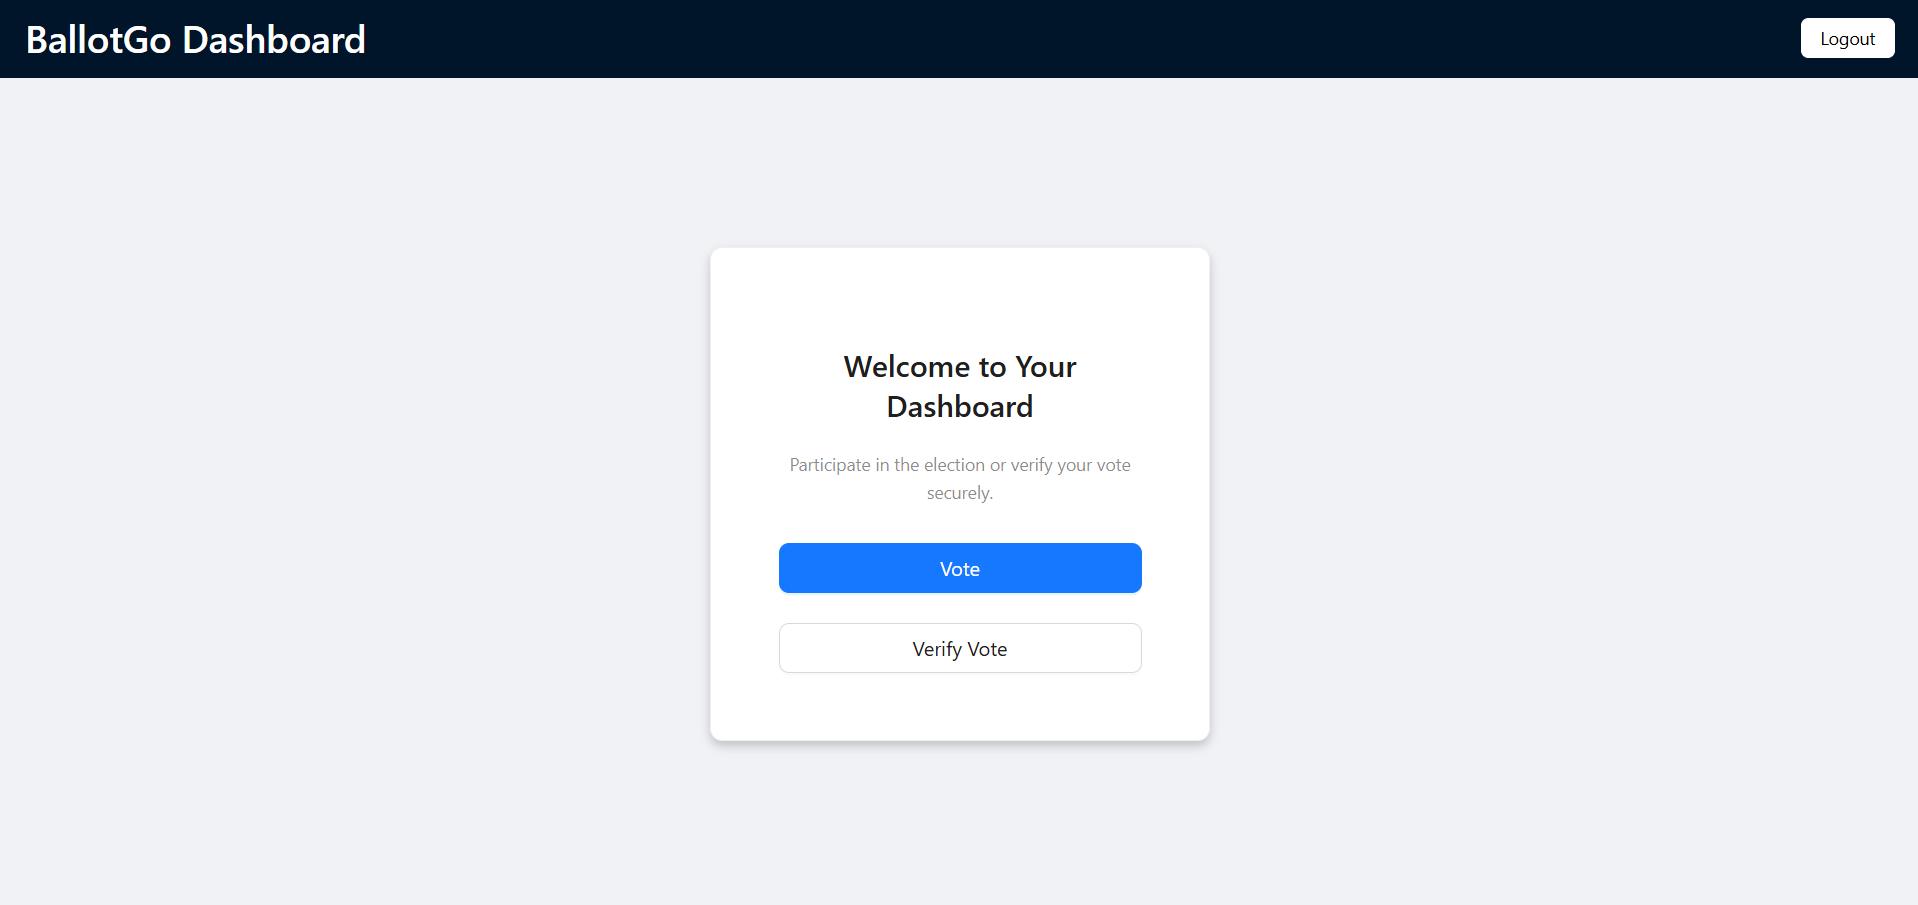 BallotGo Dashboard
Logout
Welcome to Your
Dashboard
Participate in the election or verify your vote
securely.
Vote
Verify Vote